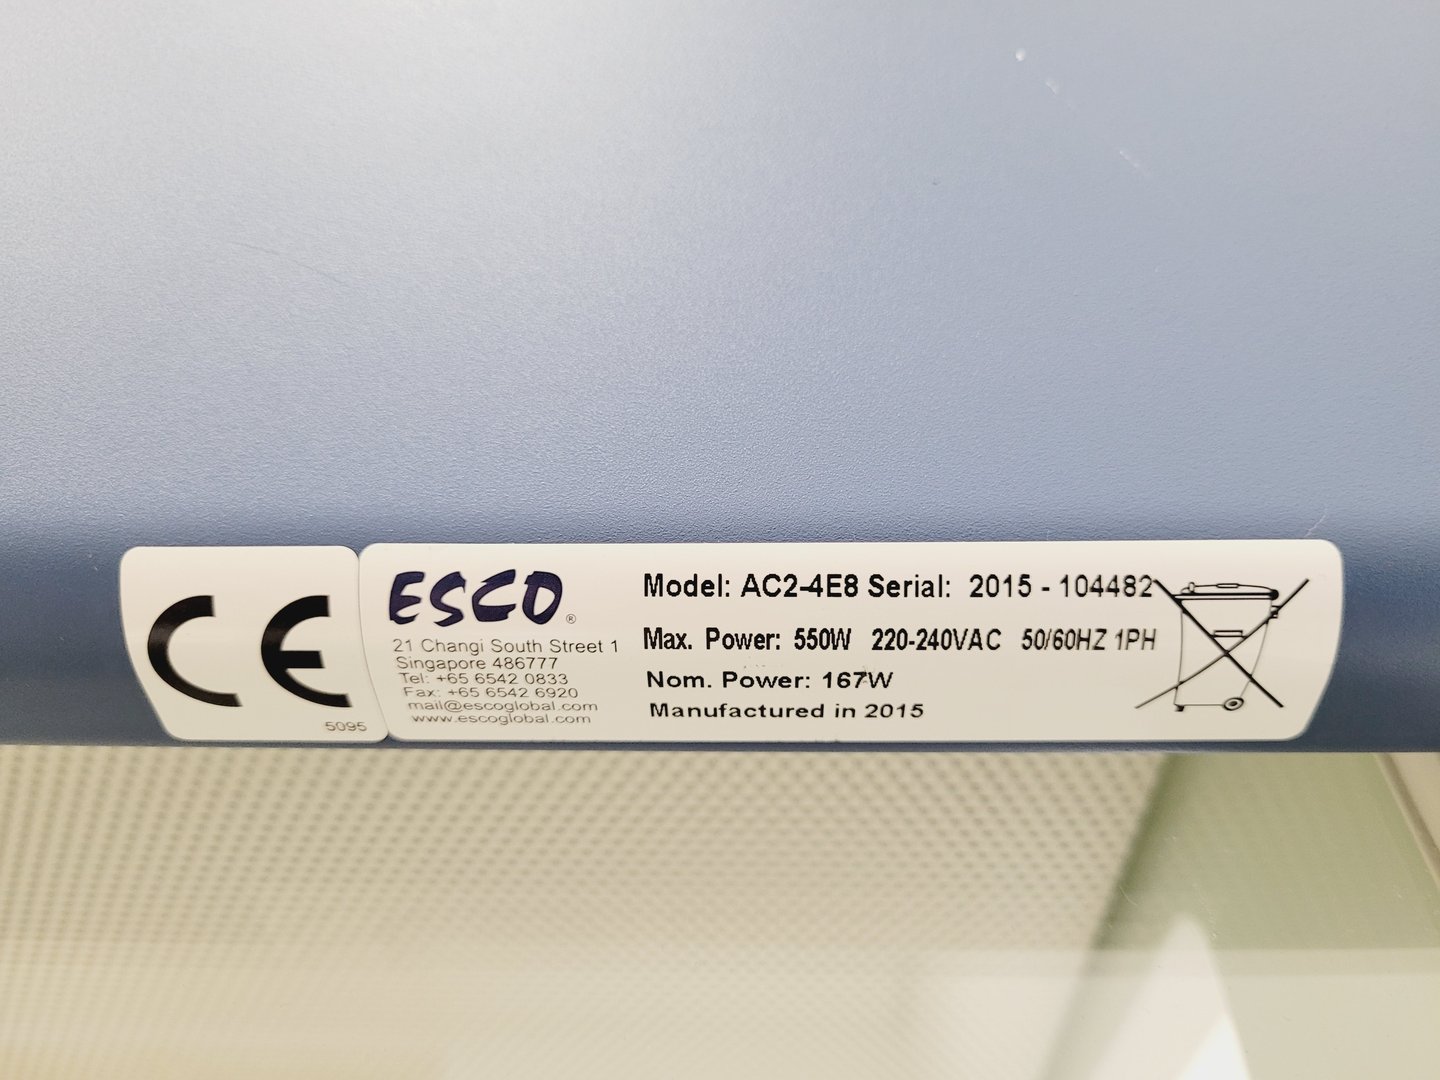 CE
5095
ESCO®
21 Changi South Street 1
Singapore 486777
Tel: +65 6542 0833
Fax: +65 6542 6920
mail@escoglobal.com
www.escoglobal.com
Model: AC2-4E8 Serial: 2015 - 104482
Max. Power: 550W 220-240VAC 50/60HZ 1PH
Nom. Power: 167W
Manufactured in 2015